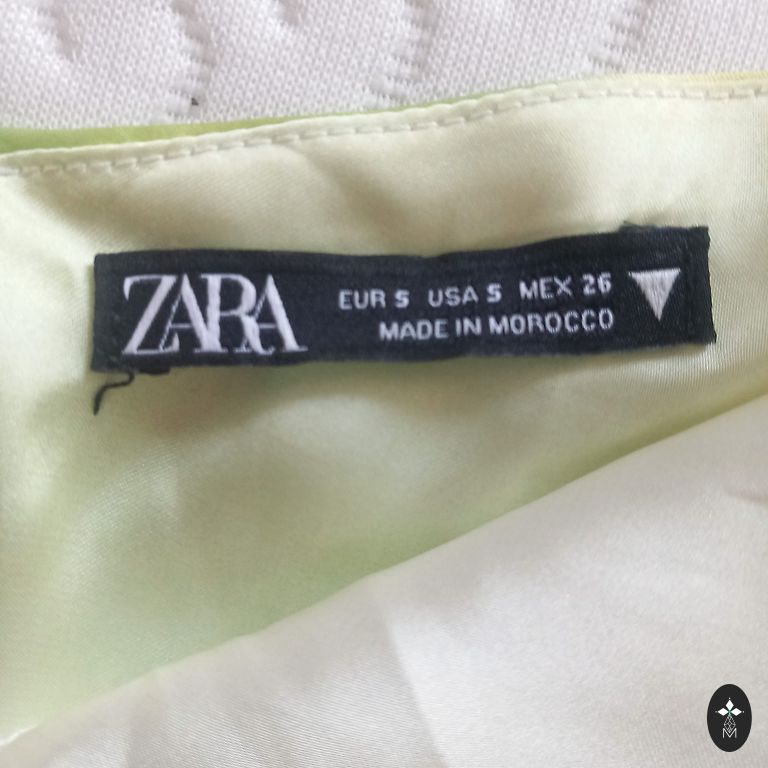 ZARA
EUR S USA S MEX 26
MADE IN MOROCCO
M